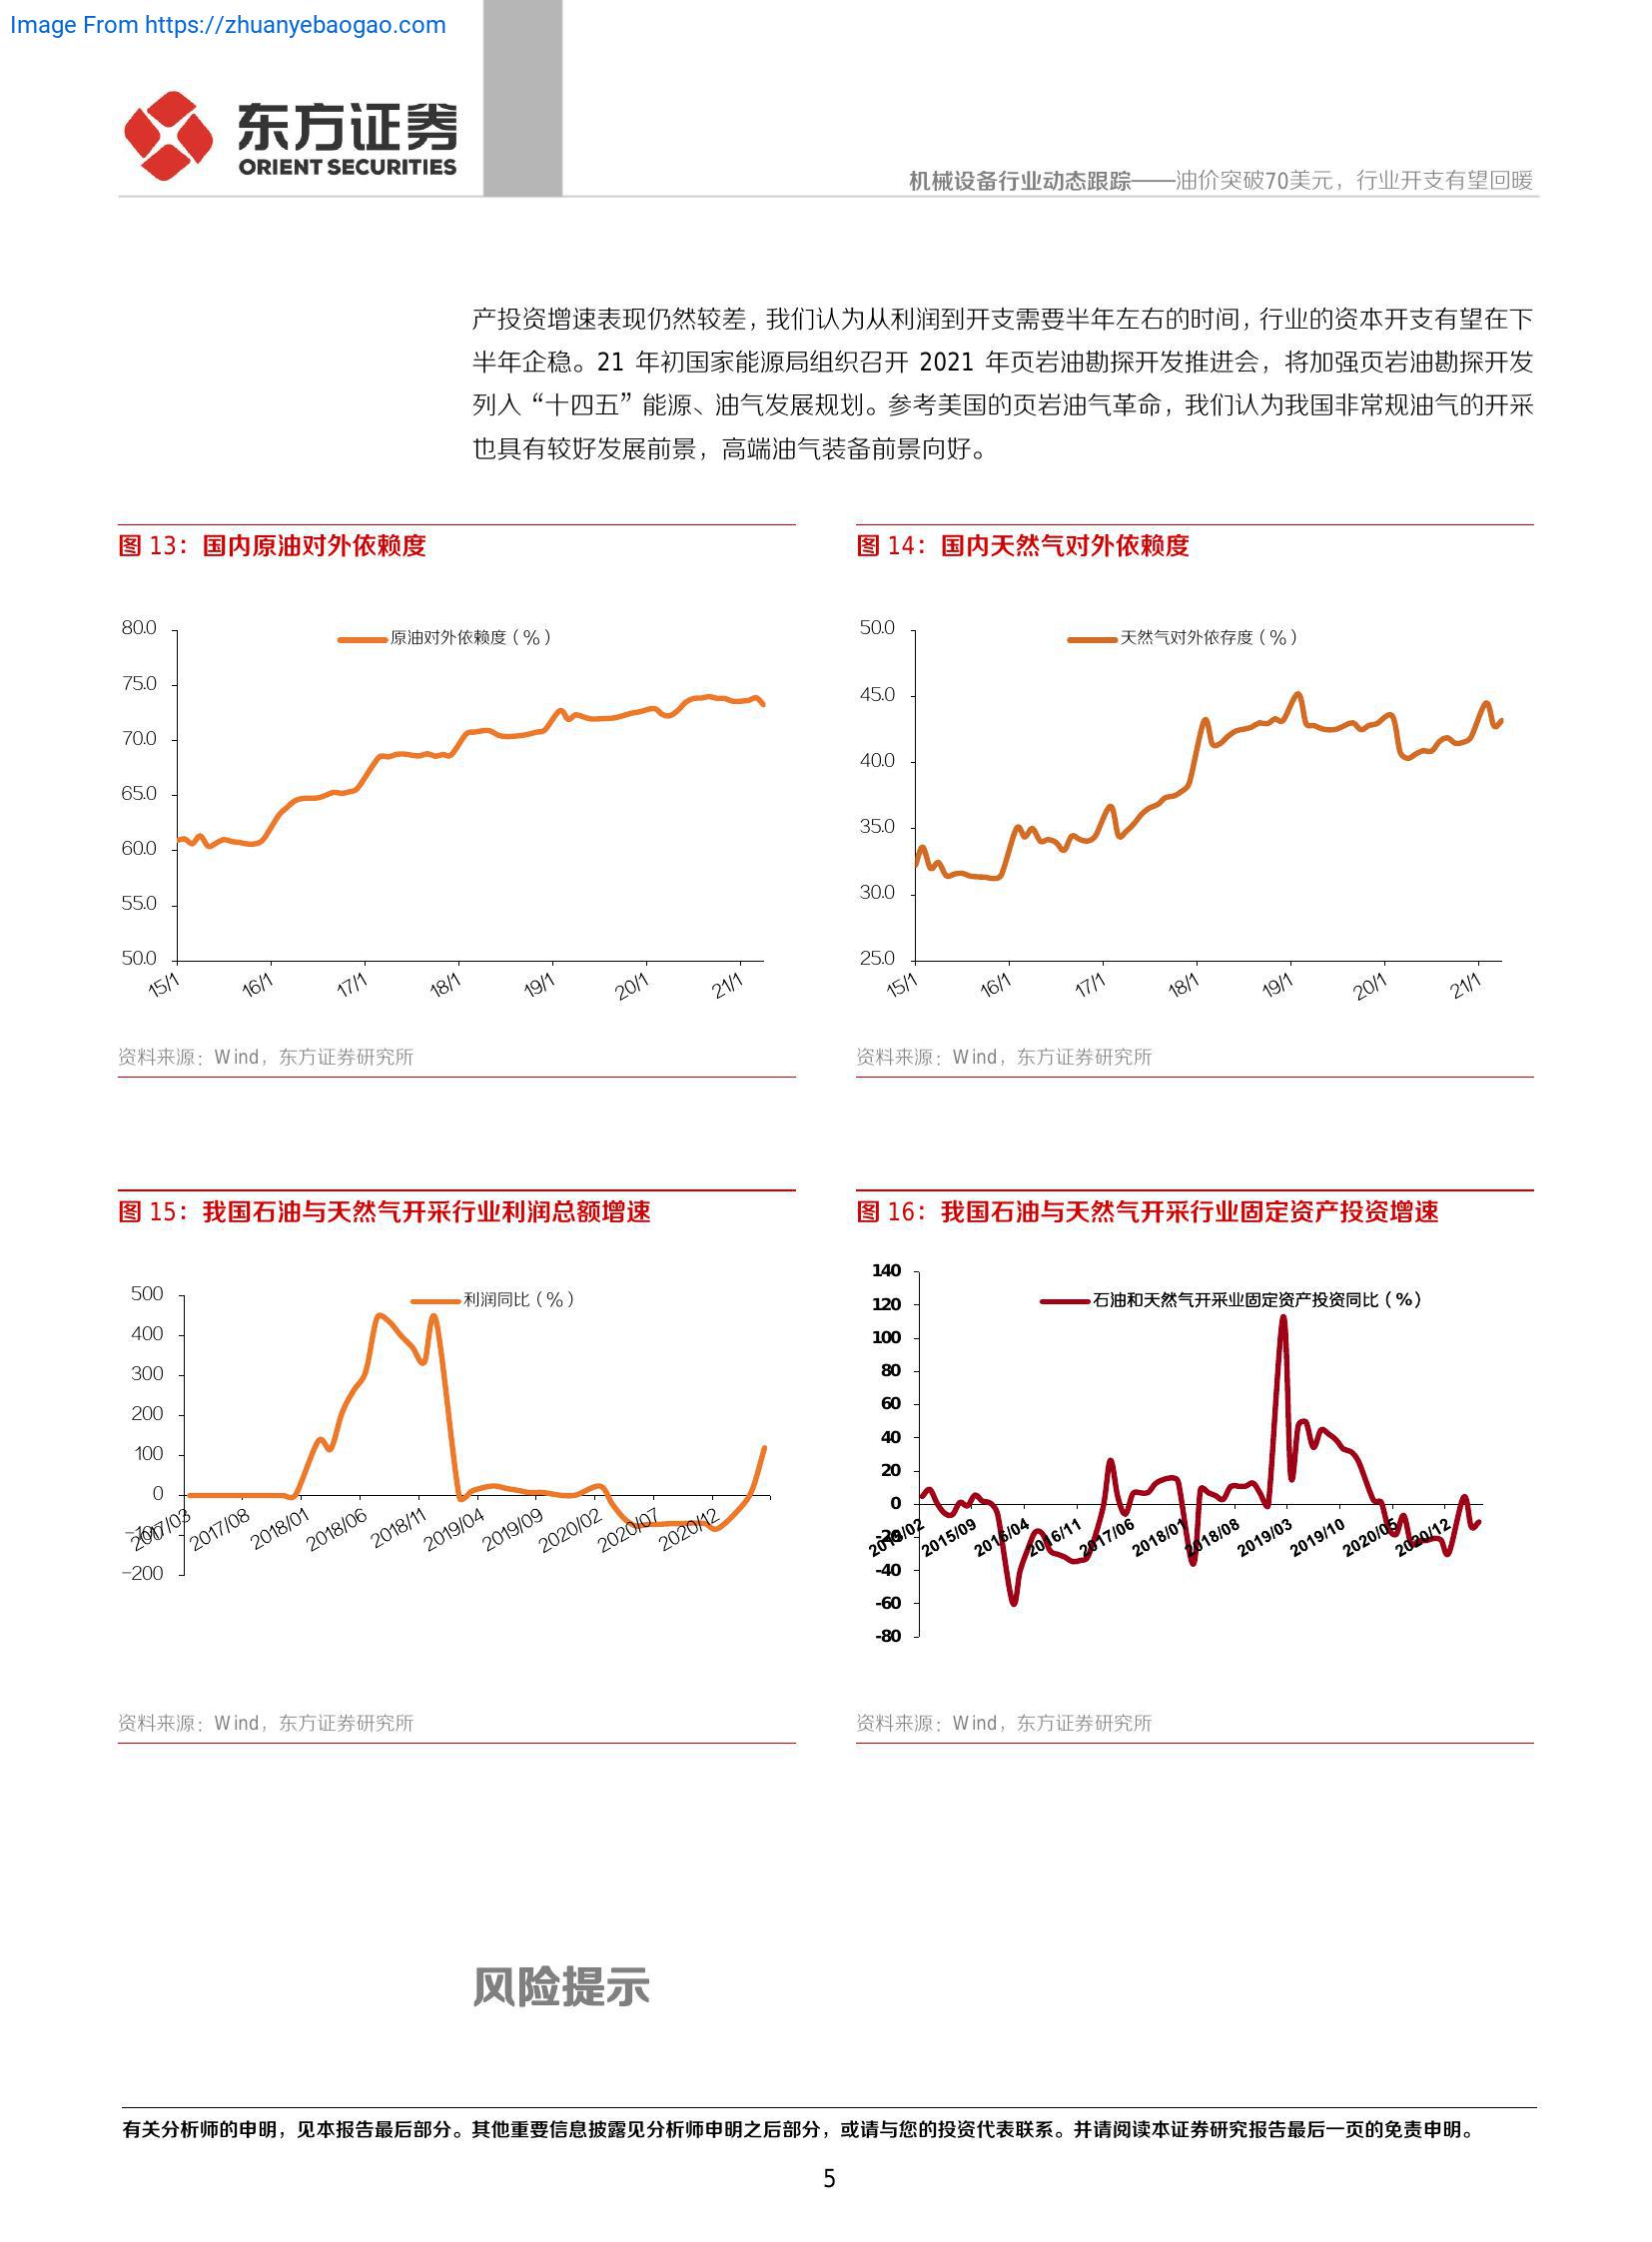 Image From https://zhuanyebaogao.com
东方证券
ORIENT SECURITIES
机械设备行业动态跟踪——油价突破70美元，行业开支有望回暖
产投资增速表现仍然较差，我们认为从利润到开支需要半年左右的时间，行业的资本开支有望在下
半年企稳。21 年初国家能源局组织召开 2021 年页岩油勘探开发推进会，将加强页岩油勘探开发
列入“十四五”能源、油气发展规划。参考美国的页岩油气革命，我们认为我国非常规油气的开采
也具有较好发展前景，高端油气装备前景向好。
图 13：国内原油对外依赖度
80.0
75.0
70.0
65.0
60.0
55.0
50.0
原油对外依赖度（%）
15/1 16/1 17/1 18/1 19/1 20/1 21/1
资料来源：Wind，东方证券研究所
图 14：国内天然气对外依赖度
50.0
45.0
40.0
35.0
30.0
25.0
天然气对外依存度（%）
15/1 16/1 17/1 18/1 19/1 20/1 21/1
资料来源：Wind，东方证券研究所
图 15：我国石油与天然气开采行业利润总额增速
500
400
300
200
100
0
-100
-200
利润同比（%）
2017/03 2017/08 2018/01 2018/06 2018/11 2019/04 2019/09 2020/02 2020/07 2020/12
资料来源：Wind，东方证券研究所
图 16：我国石油与天然气开采行业固定资产投资增速
140
120
100
80
60
40
20
0
-20
-40
-60
-80
石油和天然气开采业固定资产投资同比（%）
2015/02 2015/09 2016/04 2016/11 2017/06 2018/01 2018/08 2019/03 2019/10 2020/05 2020/12
资料来源：Wind，东方证券研究所
风险提示
有关分析师的申明，见本报告最后部分。其他重要信息披露见分析师申明之后部分，或请与您的投资代表联系。并请阅读本证券研究报告最后一页的免责申明。
5